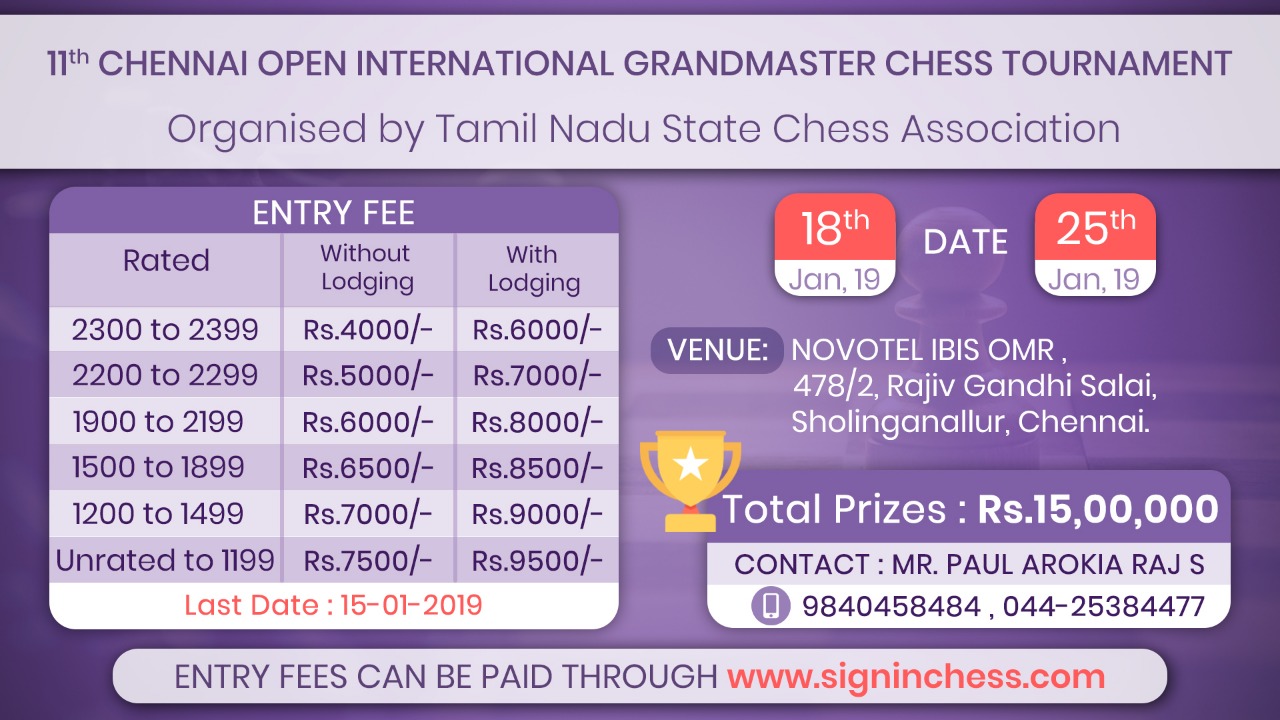 11th CHENNAI OPEN INTERNATIONAL GRANDMASTER CHESS TOURNAMENT
Organised by Tamil Nadu State Chess Association
ENTRY FEE
Rated Without Lodging With Lodging
2300 to 2399 Rs.4000/- Rs.6000/-
2200 to 2299 Rs.5000/- Rs.7000/-
1900 to 2199 Rs.6000/- Rs.8000/-
1500 to 1899 Rs.6500/- Rs.8500/-
1200 to 1499 Rs.7000/- Rs.9000/-
Unrated to 1199 Rs.7500/- Rs.9500/-
Last Date : 15-01-2019
18th DATE 25th
Jan, 19 Jan, 19
VENUE: NOVOTEL IBIS OMR ,
478/2, Rajiv Gandhi Salai,
Sholinganallur, Chennai.
Total Prizes : Rs.15,00,000
CONTACT : MR. PAUL AROKIA RAJ S
9840458484 , 044-25384477
ENTRY FEES CAN BE PAID THROUGH www.signinchess.com